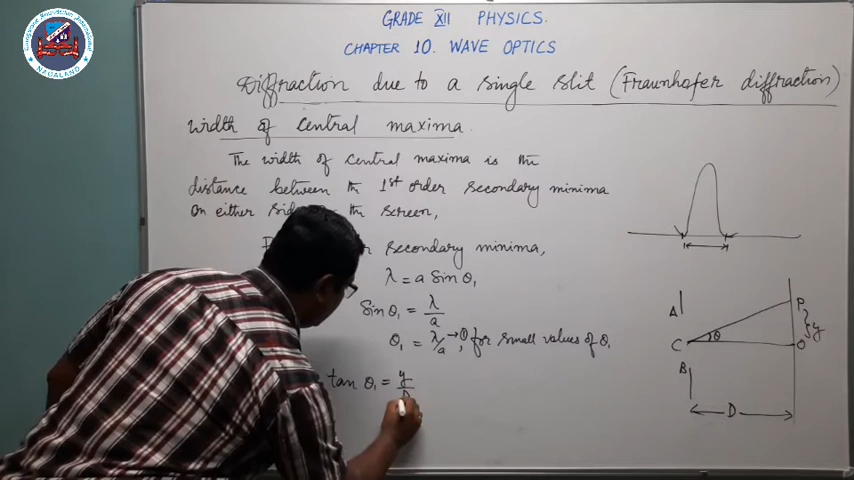 GRADE XII PHYSICS.
CHAPTER 10. WAVE OPTICS
Diffraction due to a single slit (Fraunhofer diffraction)
Width of Central maxima.
The width of Central maxima is the
distance between the 1st order secondary minima
on either the screen,
secondary minima,
λ = a Sin θ₁
Sin θ₁ = λ/a
θ₁ = λ/a → ①, for small values of θ₁
tan θ₁ = y/D
A
P
y
C
θ
O
B
D
NAGALAND